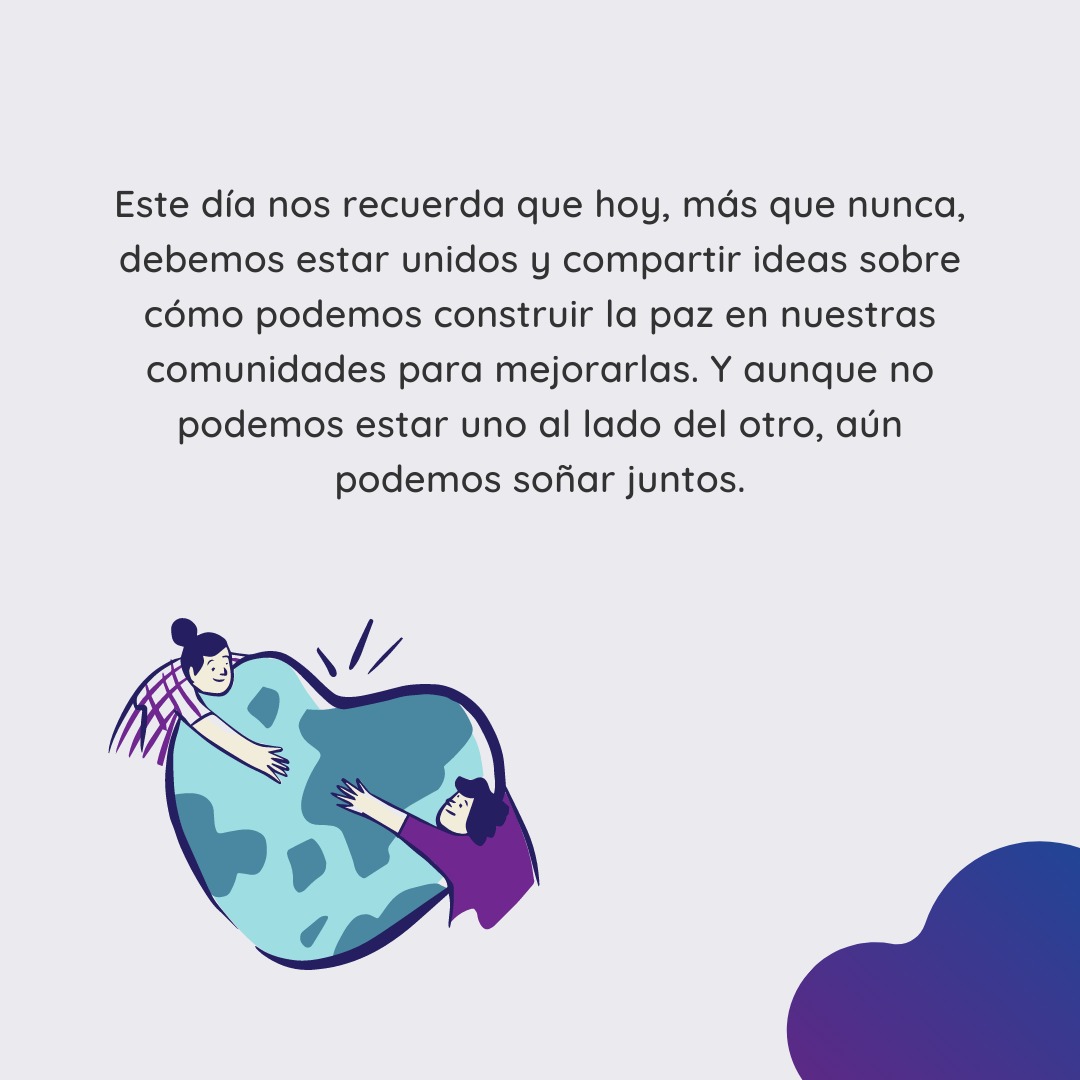 Este día nos recuerda que hoy, más que nunca,
debemos estar unidos y compartir ideas sobre
cómo podemos construir la paz en nuestras
comunidades para mejorarlas. Y aunque no
podemos estar uno al lado del otro, aún
podemos soñar juntos.